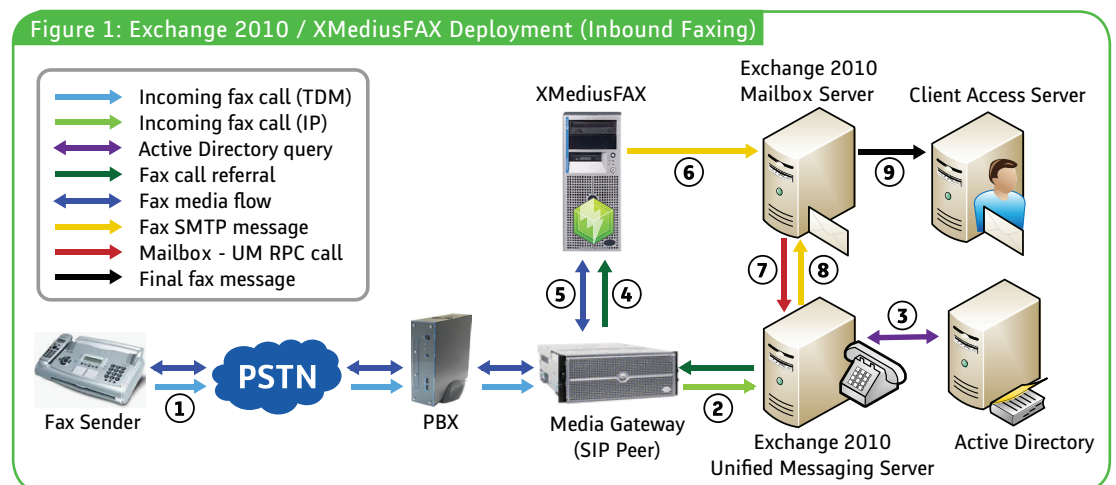 Figure 1: Exchange 2010 / XMediusFAX Deployment (Inbound Faxing)
Incoming fax call (TDM)
Incoming fax call (IP)
Active Directory query
Fax call referral
Fax media flow
Fax SMTP message
Mailbox - UM RPC call
Final fax message
XMediusFAX
Exchange 2010
Mailbox Server
Client Access Server
6
9
5
4
7
8
3
PSTN
1
2
Fax Sender
PBX
Media Gateway
(SIP Peer)
Exchange 2010
Unified Messaging Server
Active Directory